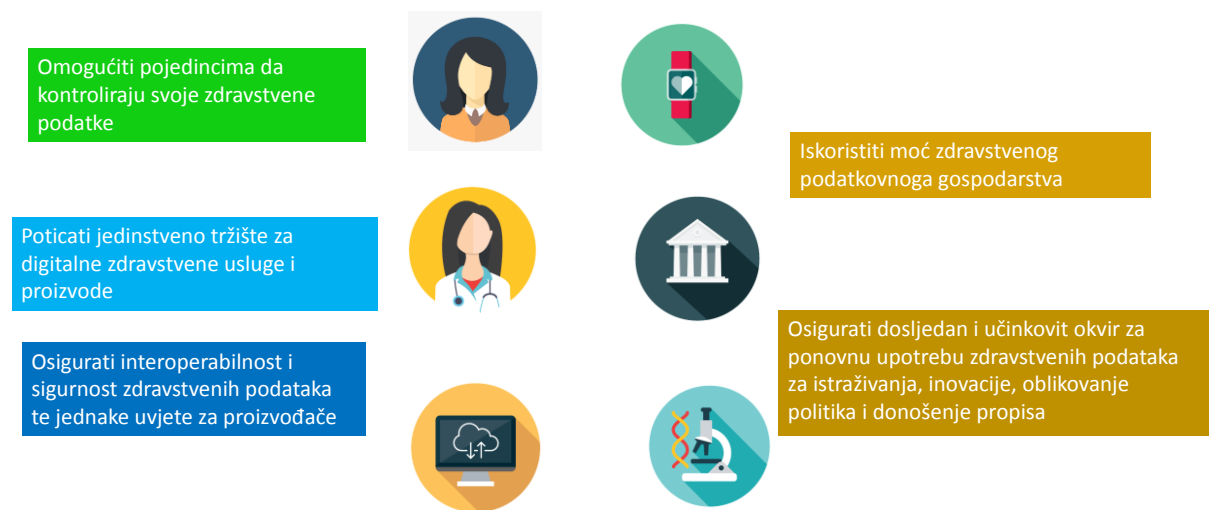 Omogućiti pojedincima da
kontroliraju svoje zdravstvene
podatke
Poticati jedinstveno tržište za
digitalne zdravstvene usluge i
proizvode
Osigurati interoperabilnost i
sigurnost zdravstvenih podataka
te jednake uvjete za proizvođače
Iskoristiti moć zdravstvenog
podatkovnoga gospodarstva
Osigurati dosljedan i učinkovit okvir za
ponovnu upotrebu zdravstvenih podataka
za istraživanja, inovacije, oblikovanje
politika i donošenje propisa